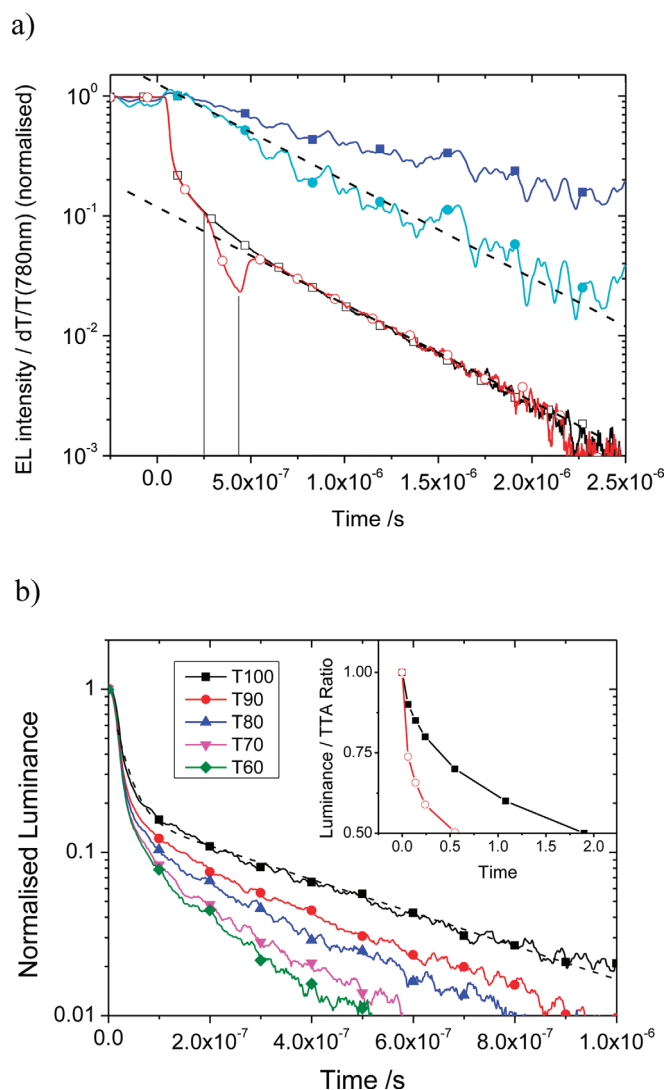 a)
EL intensity / dT/T(780nm) (normalised)
10^0
10^-1
10^-2
10^-3
0.0 5.0x10^-7 1.0x10^-6 1.5x10^-6 2.0x10^-6 2.5x10^-6
Time /s
b)
Normalised Luminance
1
0.1
0.01
T100
T90
T80
T70
T60
Luminance / TTA Ratio
1.00
0.75
0.50
0.0 0.5 1.0 1.5 2.0
Time
0.0 2.0x10^-7 4.0x10^-7 6.0x10^-7 8.0x10^-7 1.0x10^-6
Time /s